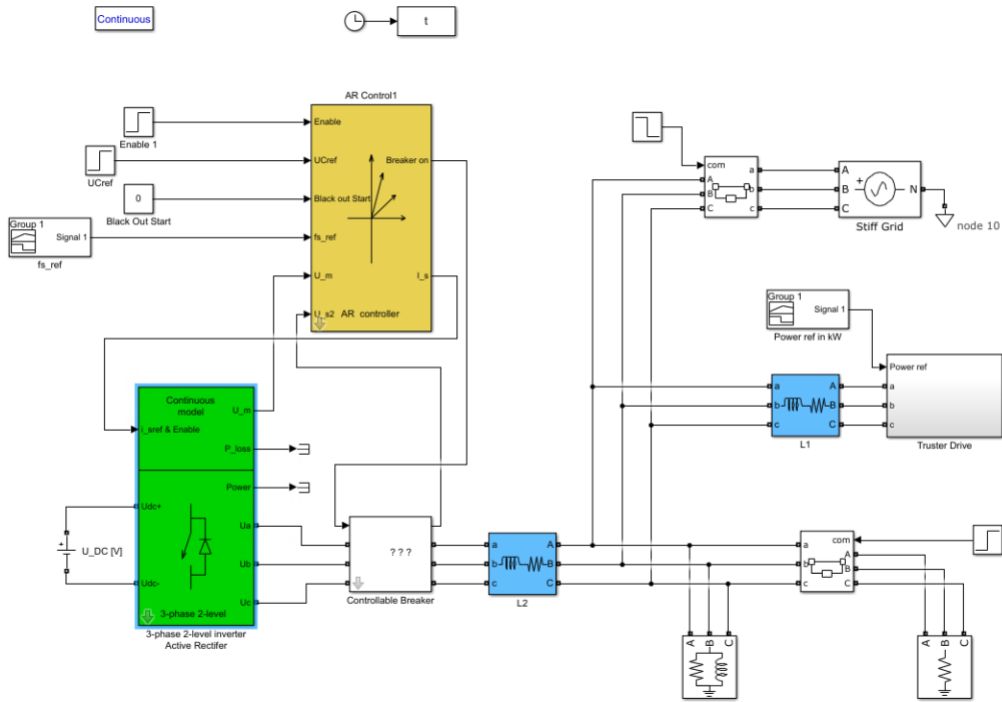 Continuous
t
AR Control1
Enable
Enable 1
UCref
UCref
Breaker on
0
Black out Start
Black Out Start
Group 1
Signal 1
fs_ref
fs_ref
U_m
I_s
U_s2
AR controller
com
A
B
C
a
b
c
A
B
C
N
+
Stiff Grid
node 10
Group 1
Signal 1
Power ref in kW
Power ref
a
b
c
A
B
C
a
b
c
L1
Truster Drive
Continuous
model
U_m
i_sref & Enable
P_loss
Power
Udc+
Ua
+
U_DC [V]
Ub
Udc-
Uc
3-phase 2-level
3-phase 2-level inverter
Active Rectifer
? ? ?
Controllable Breaker
a
b
c
A
B
C
L2
a
b
c
com
A
B
C
A B C
A B C